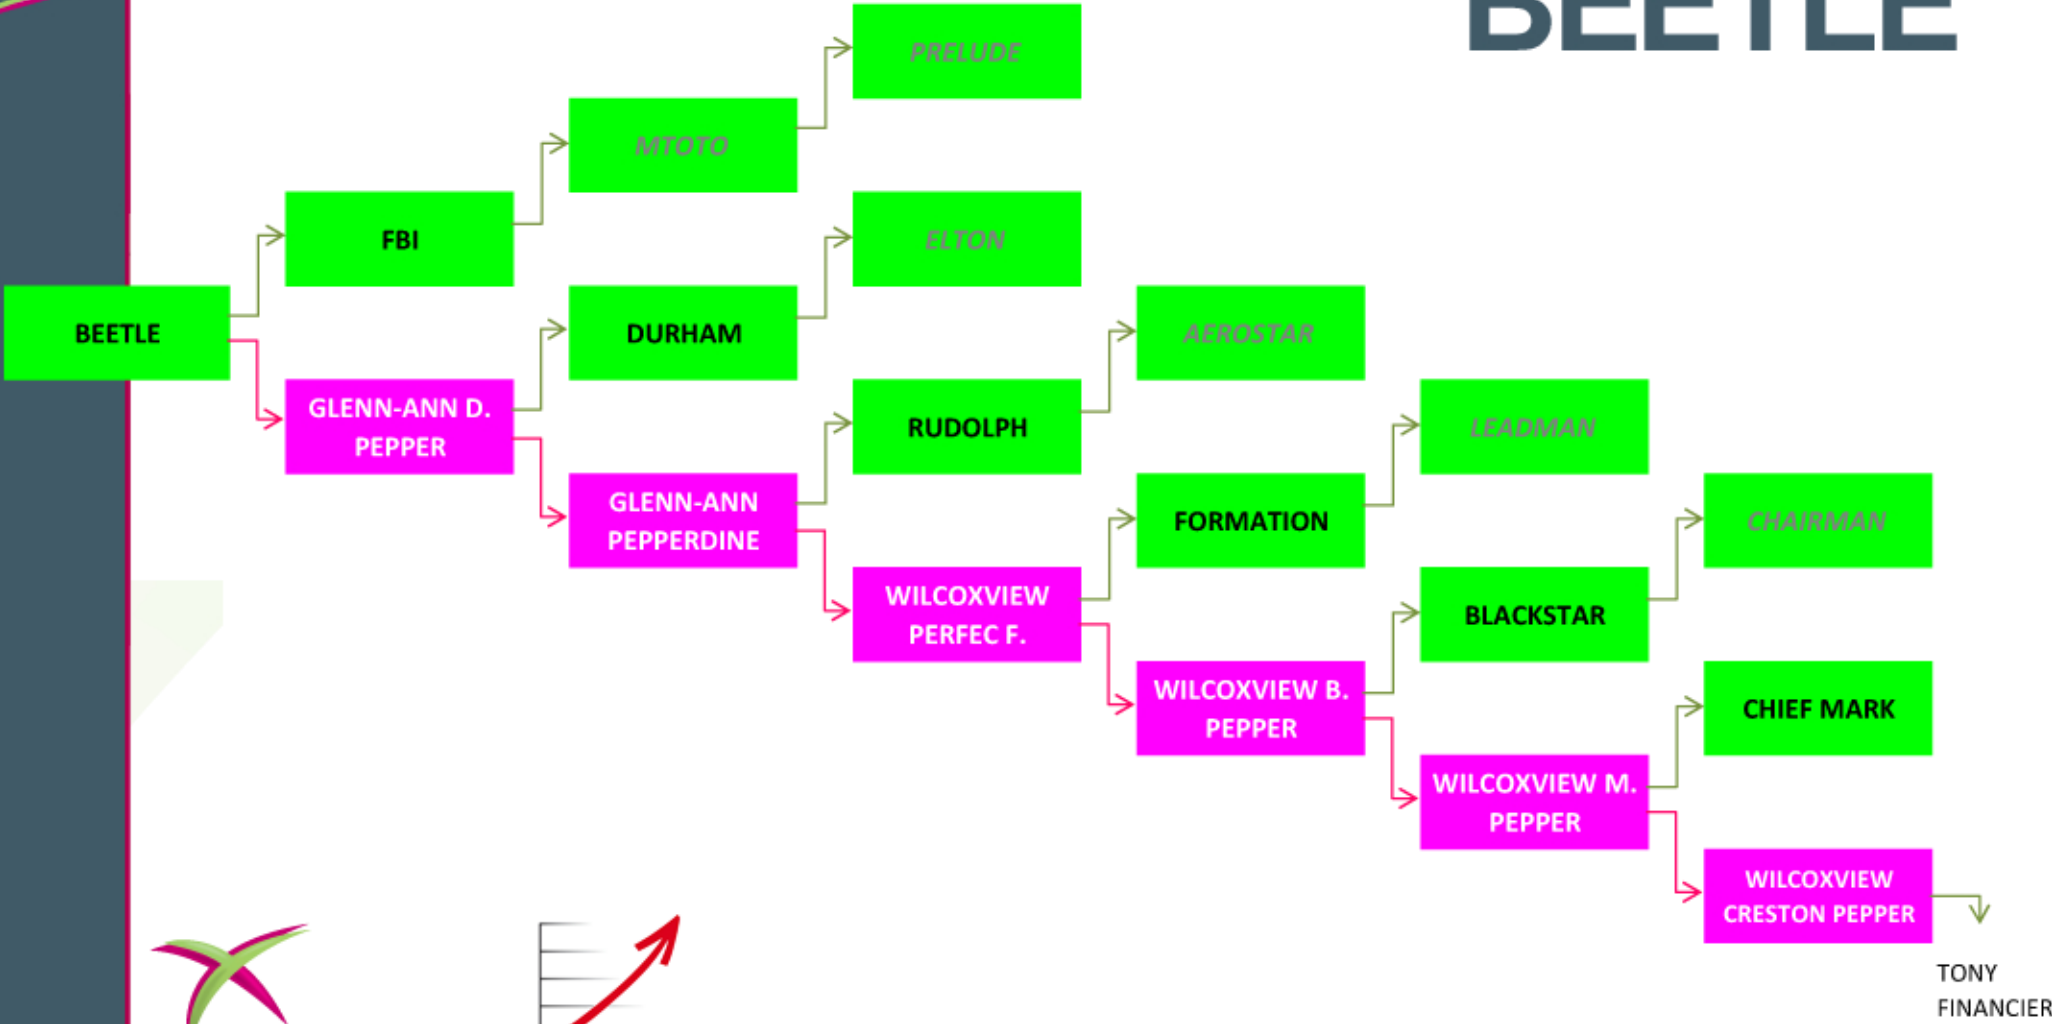 BEETLE
PRELUDE
MTOTO
FBI
ELTON
BEETLE
DURHAM
AEROSTAR
GLENN-ANN D.
PEPPER
RUDOLPH
LEADMAN
GLENN-ANN
PEPPERDINE
FORMATION
CHAIRMAN
WILCOXVIEW
PERFEC F.
BLACKSTAR
WILCOXVIEW B.
PEPPER
CHIEF MARK
WILCOXVIEW M.
PEPPER
WILCOXVIEW
CRESTON PEPPER
TONY
FINANCIER